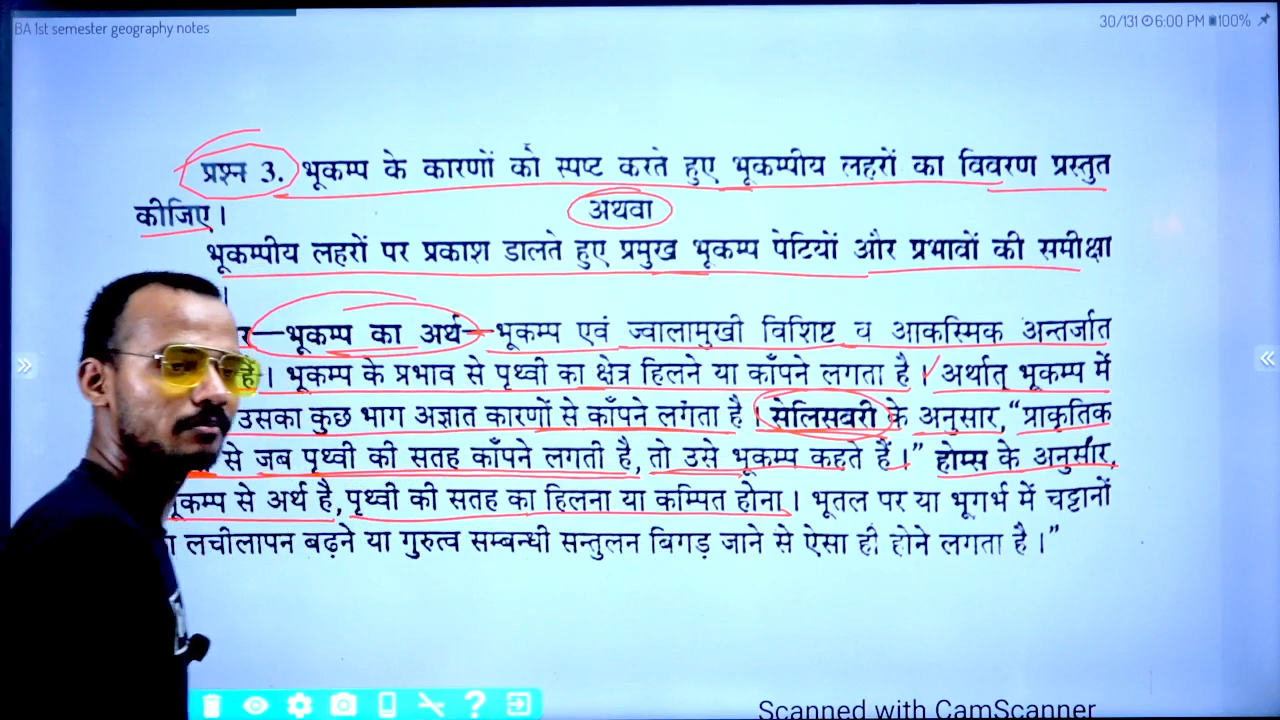 BA 1st semester geography notes
30/131 6:00 PM 100%
प्रश्न 3. भूकम्प के कारणों को स्पष्ट करते हुए भूकम्पीय लहरों का विवरण प्रस्तुत
कीजिए।
अथवा
भूकम्पीय लहरों पर प्रकाश डालते हुए प्रमुख भूकम्प पेटियों और प्रभावों की समीक्षा
।
र—भूकम्प का अर्थ—भूकम्प एवं ज्वालामुखी विशिष्ट व आकस्मिक अन्तर्जात
हैं। भूकम्प के प्रभाव से पृथ्वी का क्षेत्र हिलने या काँपने लगता है। अर्थात् भूकम्प में
उसका कुछ भाग अज्ञात कारणों से काँपने लगता है। सेलिसबरी के अनुसार, “प्राकृतिक
से जब पृथ्वी की सतह काँपने लगती है, तो उसे भूकम्प कहते हैं।” होम्स के अनुसार,
कम्प से अर्थ है, पृथ्वी की सतह का हिलना या कम्पित होना। भूतल पर या भूगर्भ में चट्टानों
लचीलापन बढ़ने या गुरुत्व सम्बन्धी सन्तुलन बिगड़ जाने से ऐसा ही होने लगता है।”
Scanned with CamScanner